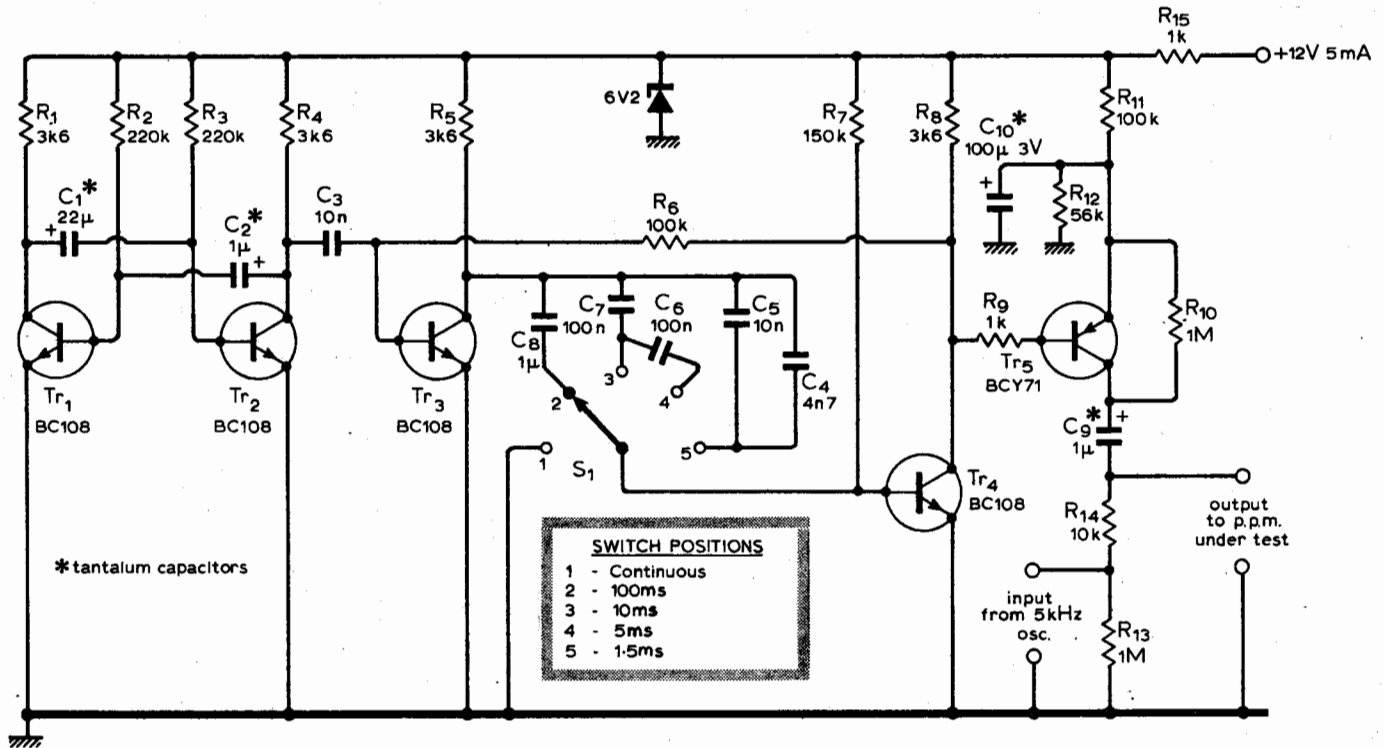 R15
1k
+12V 5mA
R1
3k6
R2
220k
R3
220k
R4
3k6
R5
3k6
6V2
R7
150k
R8
3k6
C10*
100μ 3V
R11
100k
R12
56k
C1*
22μ
+
C2*
1μ
+
C3
10n
R6
100k
+
C7
100n
C6
100n
C5
10n
C8
1μ
C4
4n7
R9
1k
R10
1M
Tr1
BC108
Tr2
BC108
Tr3
BC108
Tr5
BCY71
2
3
4
1
S1
5
C9*
1μ
+
Tr4
BC108
R14
10k
output
to p.p.m.
under test
input
from 5kHz
osc.
R13
1M
*tantalum capacitors
SWITCH POSITIONS
1 - Continuous
2 - 100ms
3 - 10ms
4 - 5ms
5 - 1·5ms